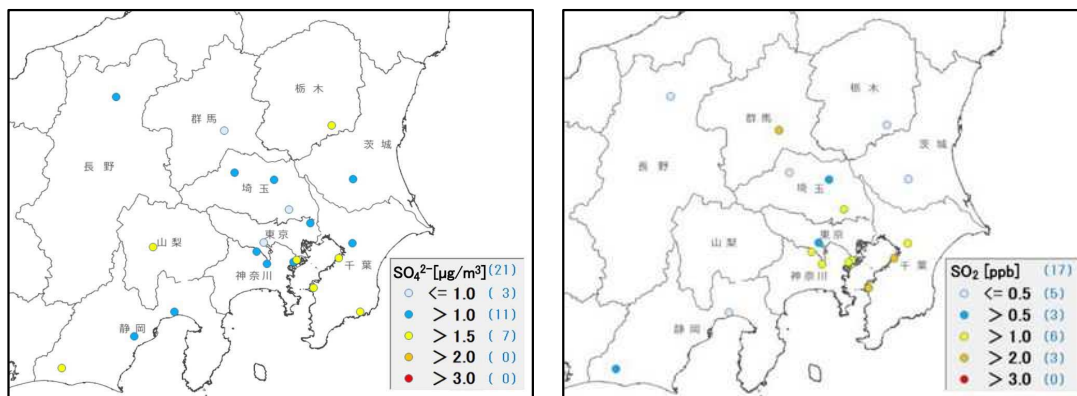 栃木
群馬
茨城
長野
埼玉
東京
山梨
千葉
神奈川
静岡
SO₄²⁻[μg/m³] (21)
<= 1.0 ( 3)
> 1.0 (11)
> 1.5 ( 7)
> 2.0 ( 0)
> 3.0 ( 0)
栃木
群馬
茨城
長野
埼玉
東京
山梨
千葉
神奈川
静岡
SO₂ [ppb] (17)
<= 0.5 (5)
> 0.5 (3)
> 1.0 (6)
> 2.0 (3)
> 3.0 (0)